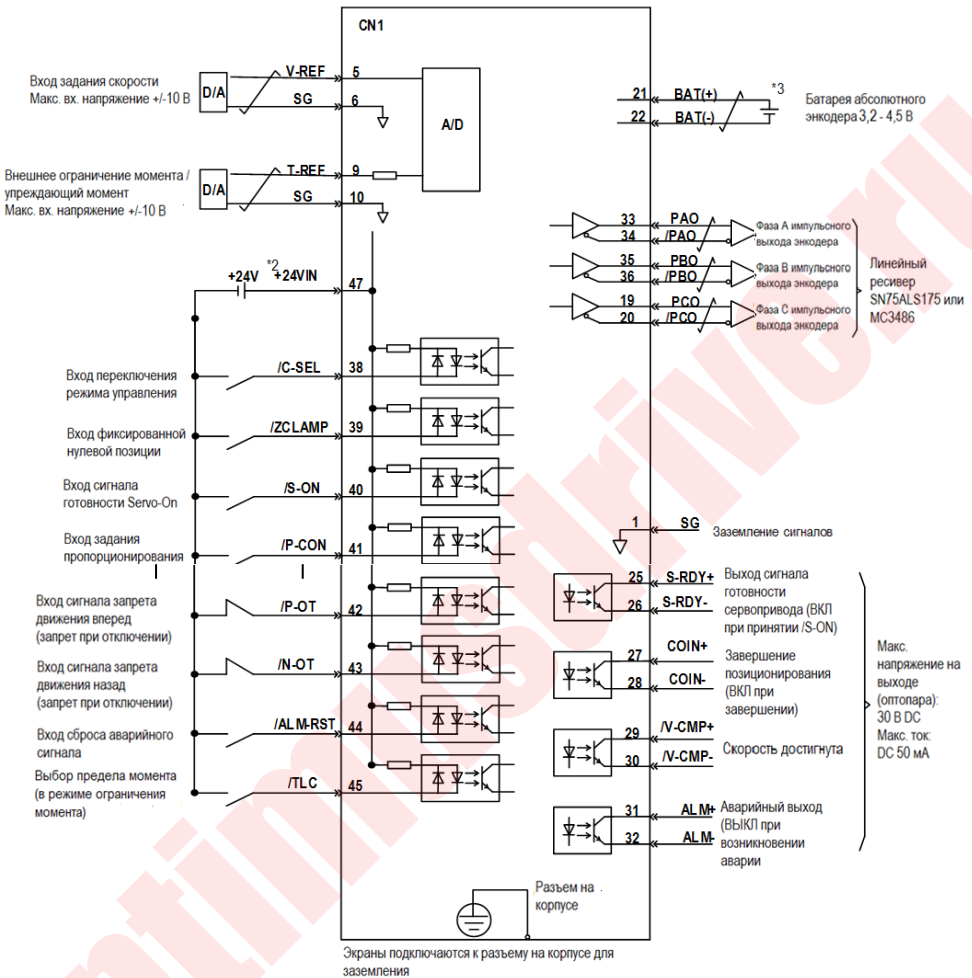 CN1
Вход задания скорости
Макс. вх. напряжение +/-10 В
D/A
V-REF
5
SG
6
A/D
Внешнее ограничение момента /
упреждающий момент
Макс. вх. напряжение +/-10 В
D/A
T-REF
9
SG
10
21
BAT(+)
*3
22
BAT(-)
Батарея абсолютного
энкодера 3,2 - 4,5 В
33
PAO
34
/PAO
Фаза А импульсного
выхода энкодера
35
PBO
36
/PBO
Фаза В импульсного
выхода энкодера
19
PCO
20
/PCO
Фаза С импульсного
выхода энкодера
Линейный
ресивер
SN75ALS175 или
MC3486
+24V
*2
+24VIN
47
Вход переключения
режима управления
/C-SEL
38
Вход фиксированной
нулевой позиции
/ZCLAMP
39
Вход сигнала
готовности Servo-On
/S-ON
40
Вход задания
пропорционирования
/P-CON
41
Вход сигнала запрета
движения вперед
(запрет при отключении)
/P-OT
42
Вход сигнала запрета
движения назад
(запрет при отключении)
/N-OT
43
Вход сброса аварийного
сигнала
/ALM-RST
44
Выбор предела момента
(в режиме ограничения
момента)
/TLC
45
1
SG
Заземление сигналов
25
S-RDY+
26
S-RDY-
Выход сигнала
готовности
сервопривода (ВКЛ
при принятии /S-ON)
27
COIN+
28
COIN-
Завершение
позиционирования
(ВКЛ при
завершении)
29
/V-CMP+
30
/V-CMP-
Скорость достигнута
31
ALM+
32
ALM-
Аварийный выход
(ВЫКЛ при
возникновении
аварии
Макс.
напряжение на
выходе
(оптопара):
30 В DC
Макс. ток:
DC 50 мА
Разъем на
корпусе
Экраны подключаются к разъему на корпусе для
заземления
ntimusdrive.ru